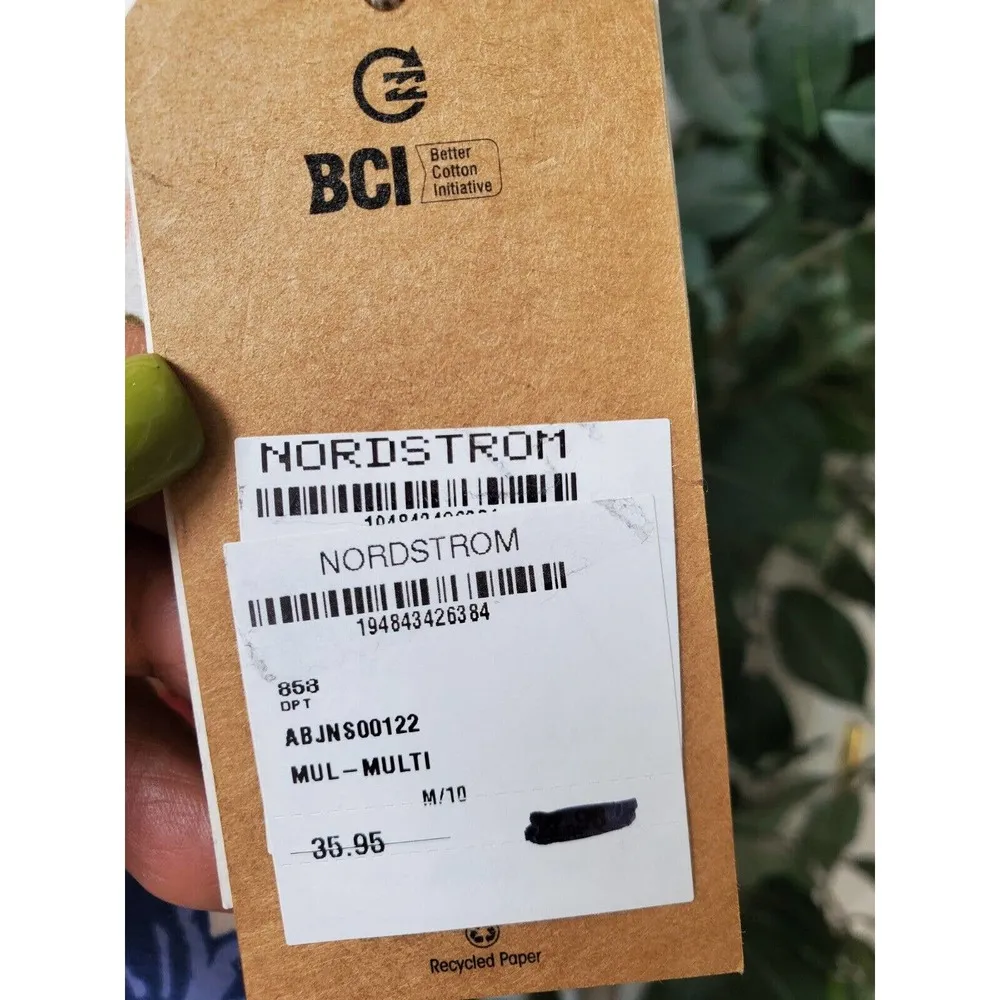 BCI
Better
Cotton
Initiative
NORDSTROM
NORDSTROM
194843426384
858
DPT
ABJNS00122
MUL-MULTI
M/10
35.95
Recycled Paper